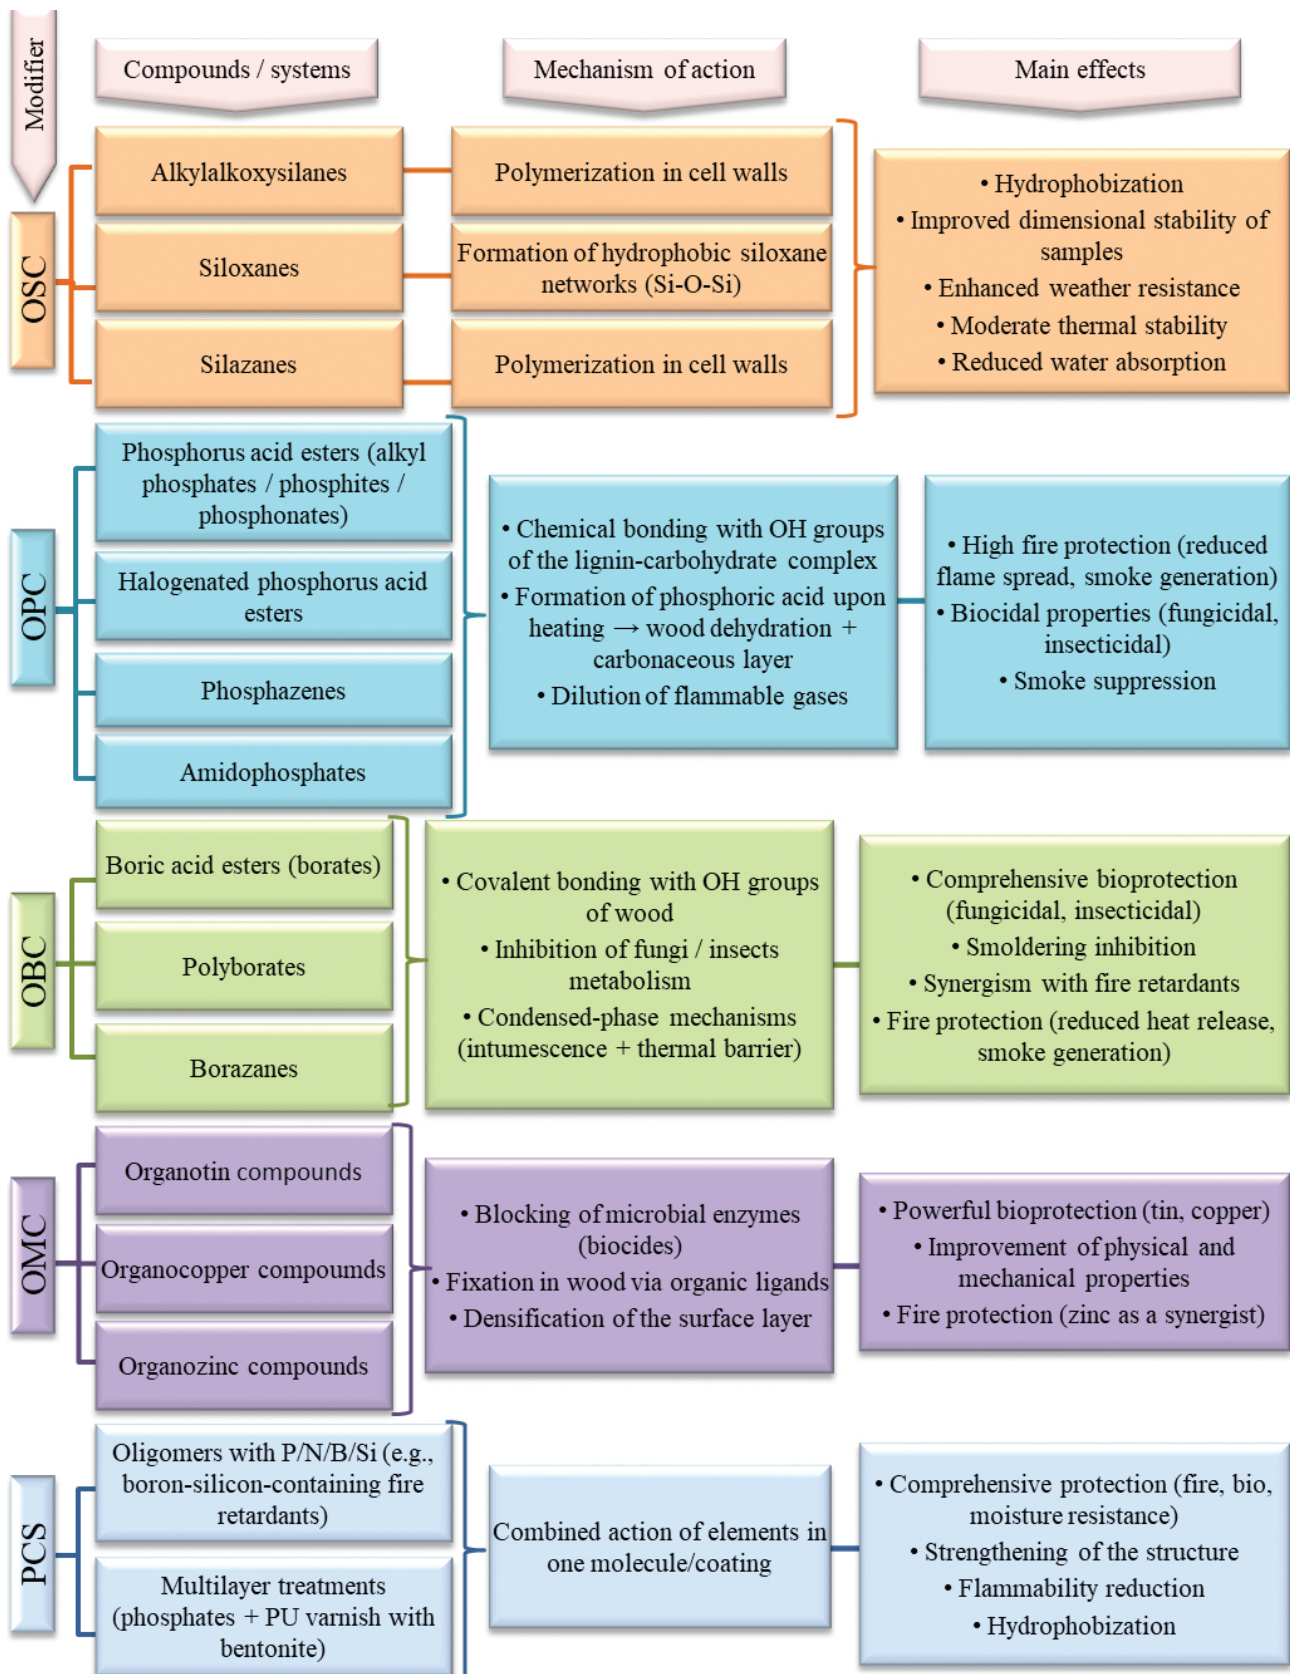 Modifier
Compounds / systems
Mechanism of action
Main effects
OSC
Alkylalkoxysilanes
Polymerization in cell walls
Siloxanes
Formation of hydrophobic siloxane
networks (Si-O-Si)
Silazanes
Polymerization in cell walls
• Hydrophobization
• Improved dimensional stability of
samples
• Enhanced weather resistance
• Moderate thermal stability
• Reduced water absorption
OPC
Phosphorus acid esters (alkyl
phosphates / phosphites /
phosphonates)
Halogenated phosphorus acid
esters
Phosphazenes
Amidophosphates
• Chemical bonding with OH groups
of the lignin-carbohydrate complex
• Formation of phosphoric acid upon
heating → wood dehydration +
carbonaceous layer
• Dilution of flammable gases
• High fire protection (reduced
flame spread, smoke generation)
• Biocidal properties (fungicidal,
insecticidal)
• Smoke suppression
OBC
Boric acid esters (borates)
Polyborates
Borazanes
• Covalent bonding with OH groups
of wood
• Inhibition of fungi / insects
metabolism
• Condensed-phase mechanisms
(intumescence + thermal barrier)
• Comprehensive bioprotection
(fungicidal, insecticidal)
• Smoldering inhibition
• Synergism with fire retardants
• Fire protection (reduced heat release,
smoke generation)
OMC
Organotin compounds
Organocopper compoumds
Organozinc compounds
• Blocking of microbial enzymes
(biocides)
• Fixation in wood via organic ligands
• Densification of the surface layer
• Powerful bioprotection (tin, copper)
• Improvement of physical and
mechanical properties
• Fire protection (zinc as a synergist)
PCS
Oligomers with P/N/B/Si (e.g.,
boron-silicon-containing fire
retardants)
Multilayer treatments
(phosphates + PU varnish with
bentonite)
Combined action of elements in
one molecule/coating
• Comprehensive protection (fire, bio,
moisture resistance)
• Strengthening of the structure
• Flammability reduction
• Hydrophobization